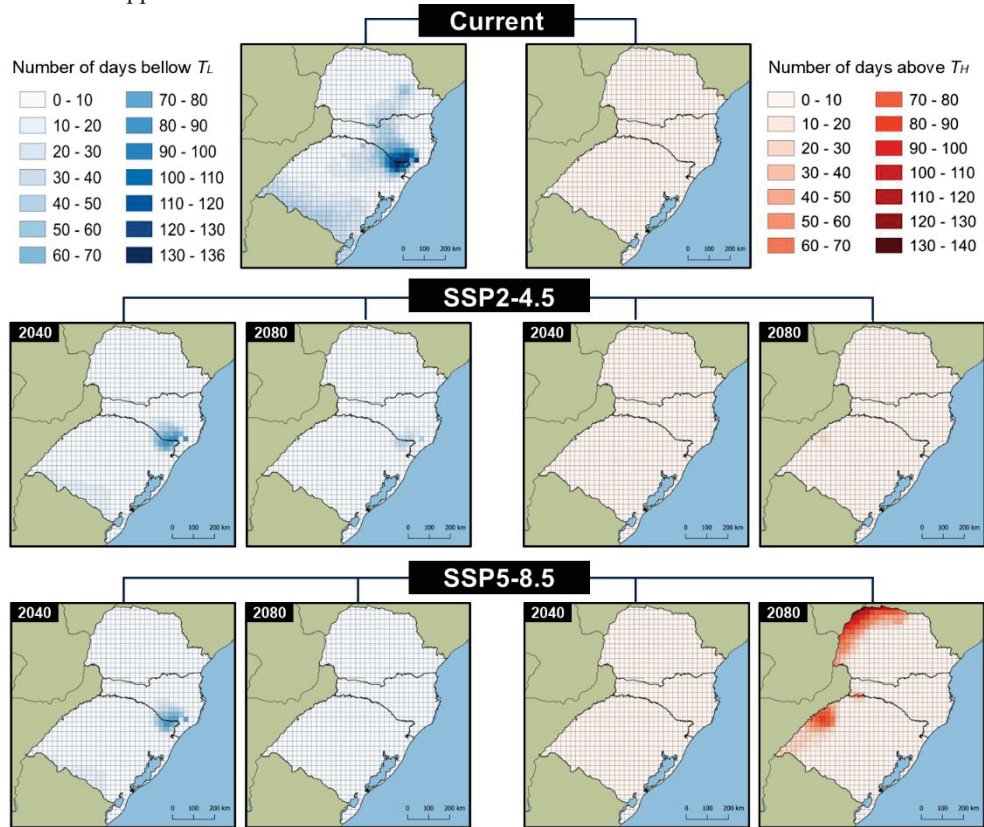 Current
Number of days bellow TL
0 - 10
10 - 20
20 - 30
30 - 40
40 - 50
50 - 60
60 - 70
70 - 80
80 - 90
90 - 100
100 - 110
110 - 120
120 - 130
130 - 136
0 100 200 km
0 100 200 km
Number of days above TH
0 - 10
10 - 20
20 - 30
30 - 40
40 - 50
50 - 60
60 - 70
70 - 80
80 - 90
90 - 100
100 - 110
110 - 120
120 - 130
130 - 140
SSP2-4.5
2040
0 100 200 km
2080
0 100 200 km
2040
0 100 200 km
2080
0 100 200 km
SSP5-8.5
2040
0 100 200 km
2080
0 100 200 km
2040
0 100 200 km
2080
0 100 200 km